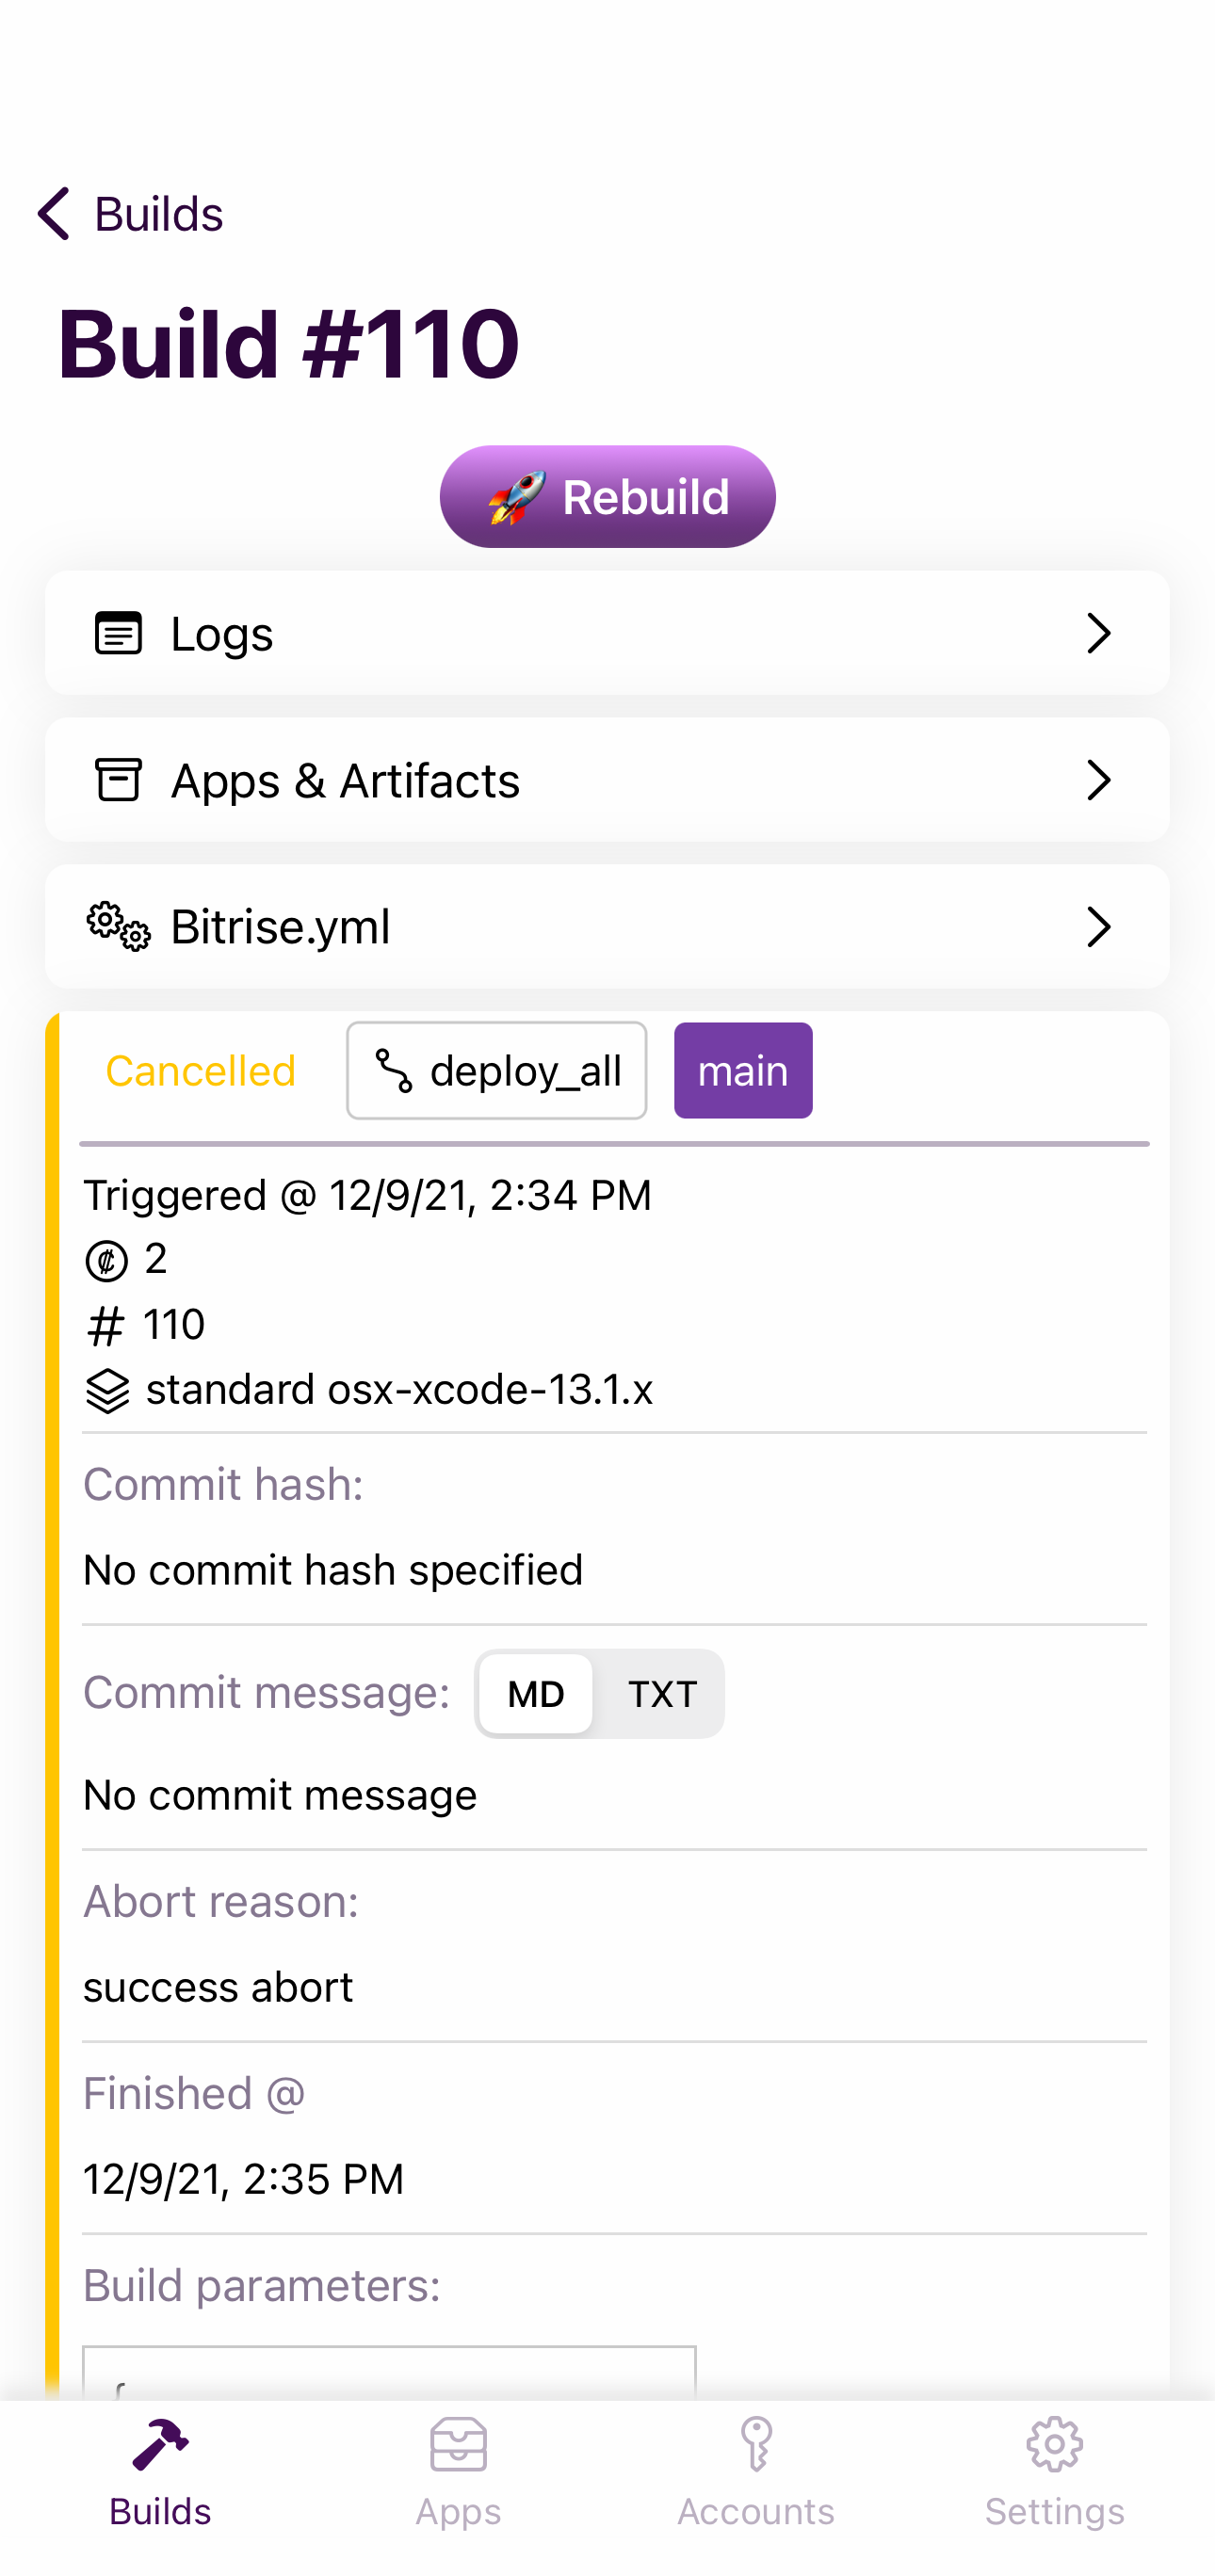 Builds
Build #110
🚀 Rebuild
Logs
Apps & Artifacts
Bitrise.yml
Cancelled deploy_all main
Triggered @ 12/9/21, 2:34 PM
2
# 110
standard osx-xcode-13.1.x
Commit hash:
No commit hash specified
Commit message: MD TXT
No commit message
Abort reason:
success abort
Finished @
12/9/21, 2:35 PM
Build parameters:
{
Builds Apps Accounts Settings